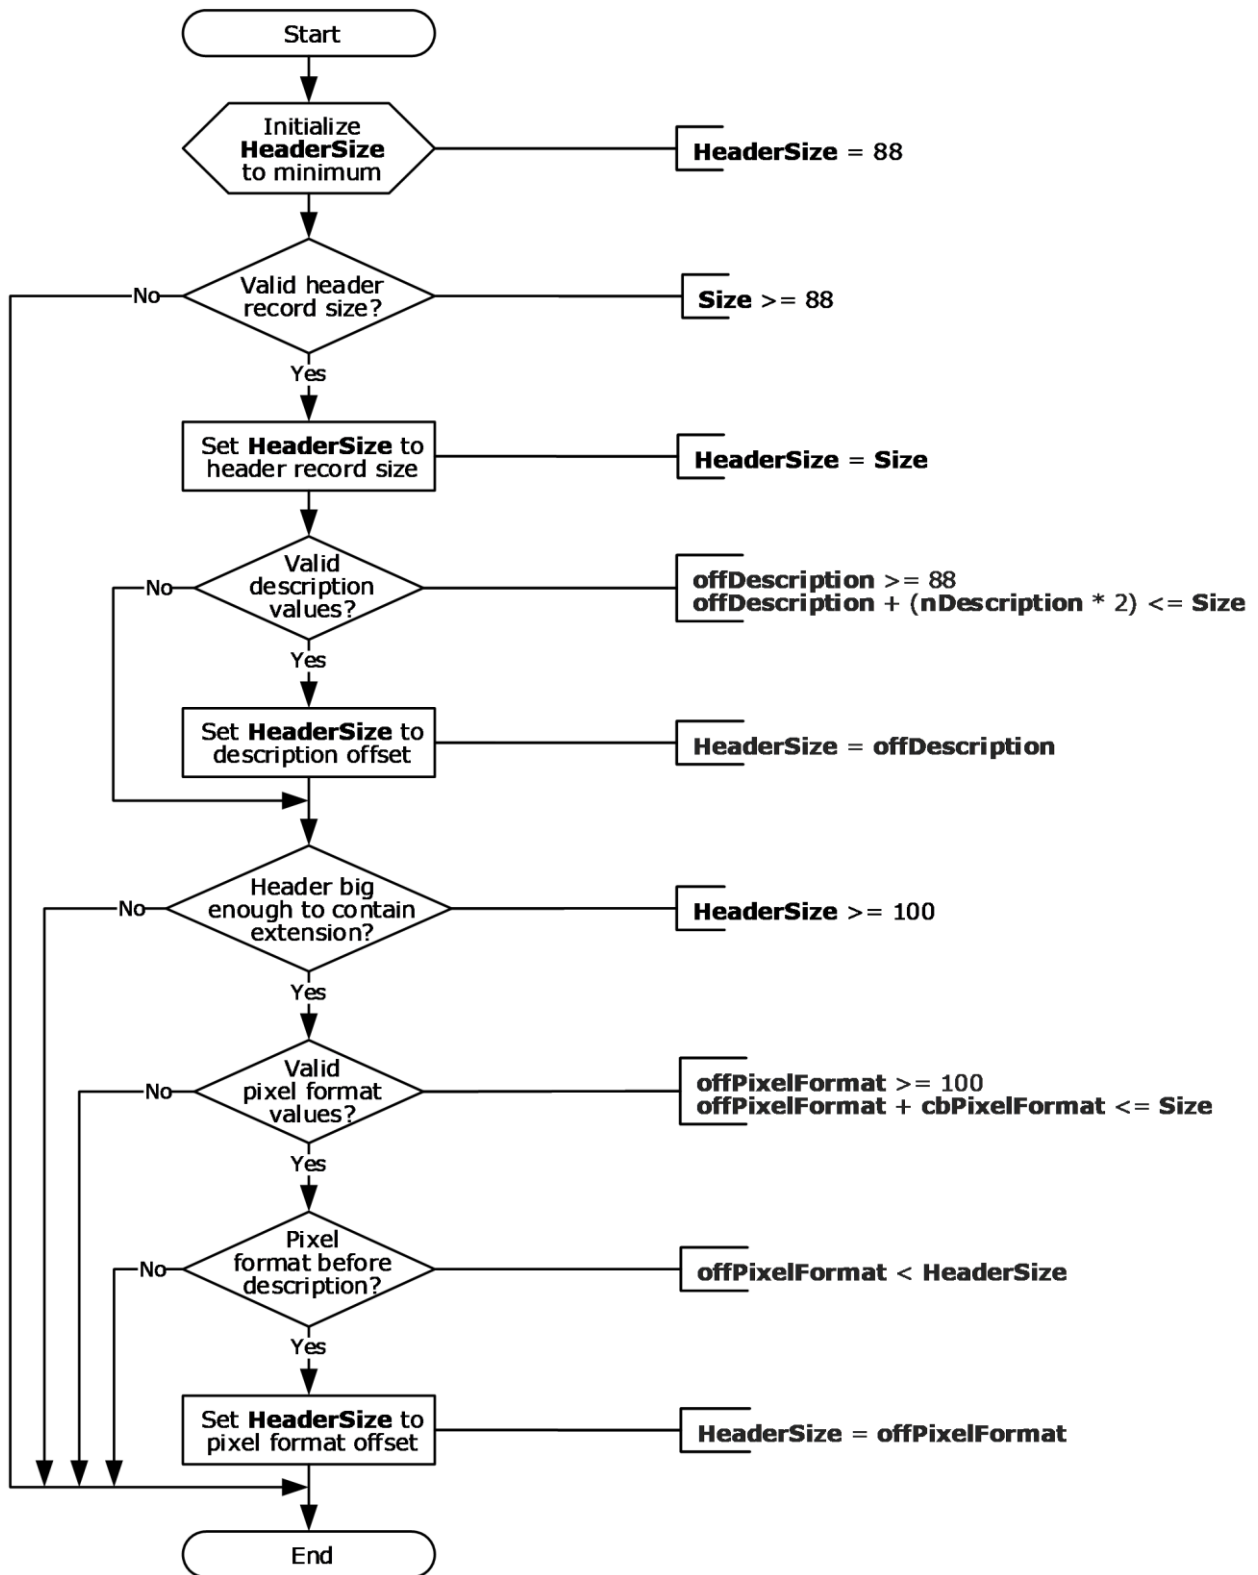 Start
Initialize
HeaderSize
to minimum
HeaderSize = 88
Valid header
record size?
No
Size >= 88
Yes
Set HeaderSize to
header record size
HeaderSize = Size
Valid
description
values?
No
offDescription >= 88
offDescription + (nDescription * 2) <= Size
Yes
Set HeaderSize to
description offset
HeaderSize = offDescription
Header big
enough to contain
extension?
No
HeaderSize >= 100
Yes
Valid
pixel format
values?
No
offPixelFormat >= 100
offPixelFormat + cbPixelFormat <= Size
Yes
Pixel
format before
description?
No
offPixelFormat < HeaderSize
Yes
Set HeaderSize to
pixel format offset
HeaderSize = offPixelFormat
End